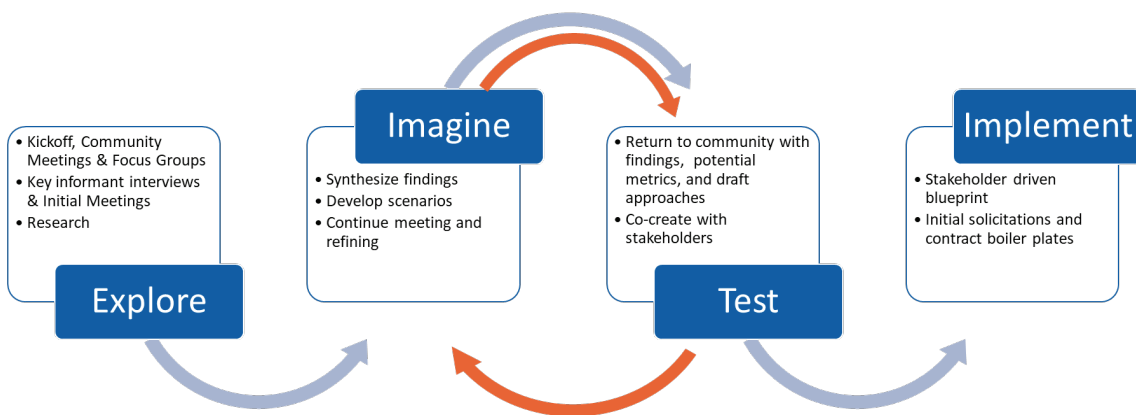 • Kickoff, Community
Meetings & Focus Groups
• Key informant interviews
& Initial Meetings
• Research
Explore
Imagine
• Synthesize findings
• Develop scenarios
• Continue meeting and
refining
• Return to community with
findings, potential
metrics, and draft
approaches
• Co-create with
stakeholders
Test
Implement
• Stakeholder driven
blueprint
• Initial solicitations and
contract boiler plates